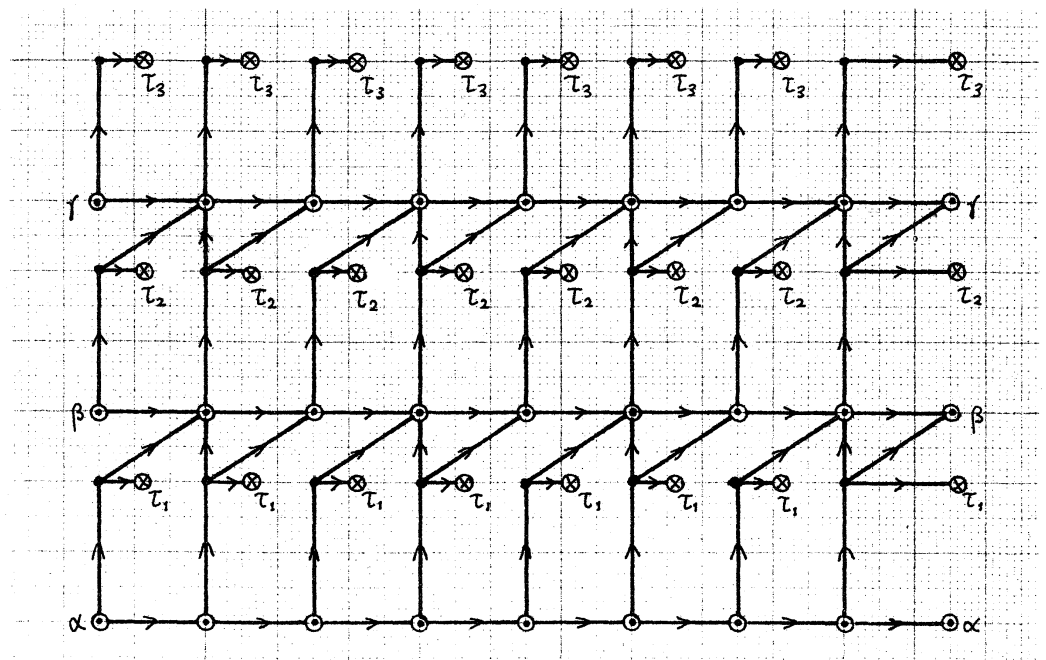 τ₃ τ₃ τ₃ τ₃ τ₃ τ₃ τ₃ τ₃
γ γ
τ₂ τ₂ τ₂ τ₂ τ₂ τ₂ τ₂ τ₂
β β
τ₁ τ₁ τ₁ τ₁ τ₁ τ₁ τ₁ τ₁
α α